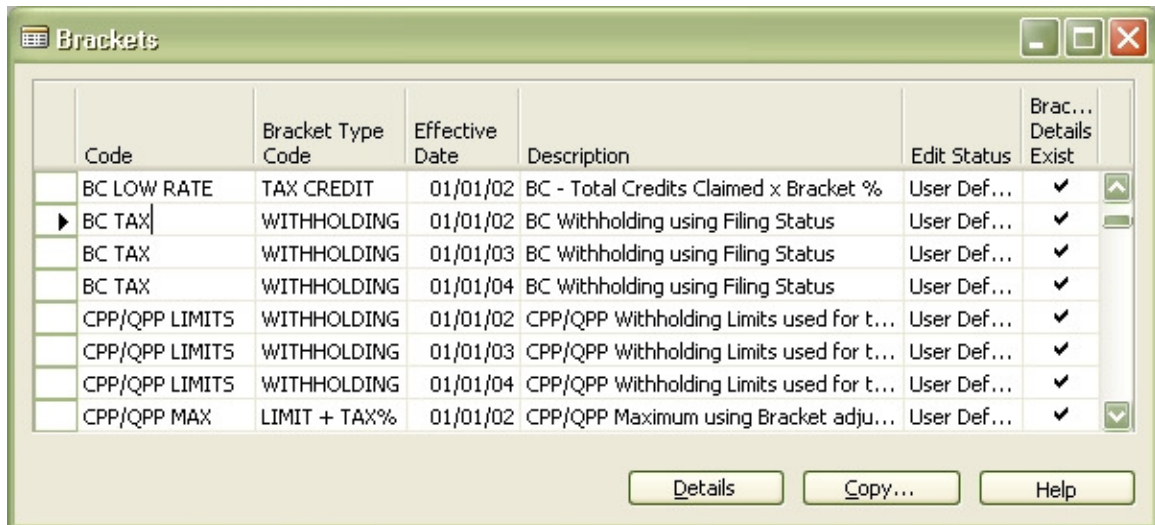 Brackets
Code Bracket Type Code Effective Date Description Edit Status Brac... Details Exist
BC LOW RATE TAX CREDIT 01/01/02 BC - Total Credits Claimed x Bracket % User Def... ✔
BC TAX WITHHOLDING 01/01/02 BC Withholding using Filing Status User Def... ✔
BC TAX WITHHOLDING 01/01/03 BC Withholding using Filing Status User Def... ✔
BC TAX WITHHOLDING 01/01/04 BC Withholding using Filing Status User Def... ✔
CPP/QPP LIMITS WITHHOLDING 01/01/02 CPP/QPP Withholding Limits used for t... User Def... ✔
CPP/QPP LIMITS WITHHOLDING 01/01/03 CPP/QPP Withholding Limits used for t... User Def... ✔
CPP/QPP LIMITS WITHHOLDING 01/01/04 CPP/QPP Withholding Limits used for t... User Def... ✔
CPP/QPP MAX LIMIT + TAX% 01/01/02 CPP/QPP Maximum using Bracket adju... User Def... ✔
Details Copy... Help